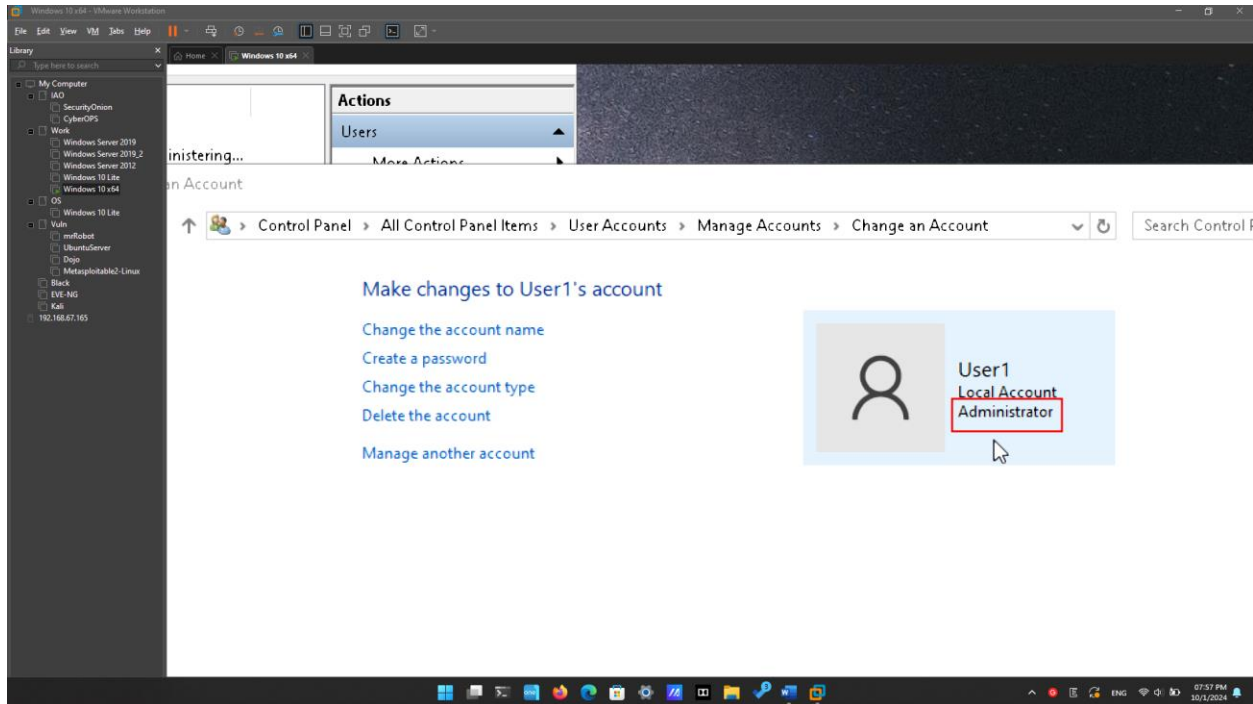 Windows 10 x64 - VMware Workstation
File Edit View VM Tabs Help
Library
Type here to search
My Computer
IAO
SecurityOnion
CyberOPS
Work
Windows Server 2019
Windows Server 2019_2
Windows Server 2012
Windows 10 Lite
Windows 10 x64
OS
Windows 10 Lite
Vuln
mrRobot
UbuntuServer
Dojo
Metasploitable2-Linux
Black
EVE-NG
Kali
192.168.67.165
Home Windows 10 x64
Actions
Users
inistering...
More Actions
an Account
Control Panel > All Control Panel Items > User Accounts > Manage Accounts > Change an Account
Search Control P
Make changes to User1's account
Change the account name
Create a password
Change the account type
Delete the account
Manage another account
User1
Local Account
Administrator
ENG
07:57 PM
10/1/2024